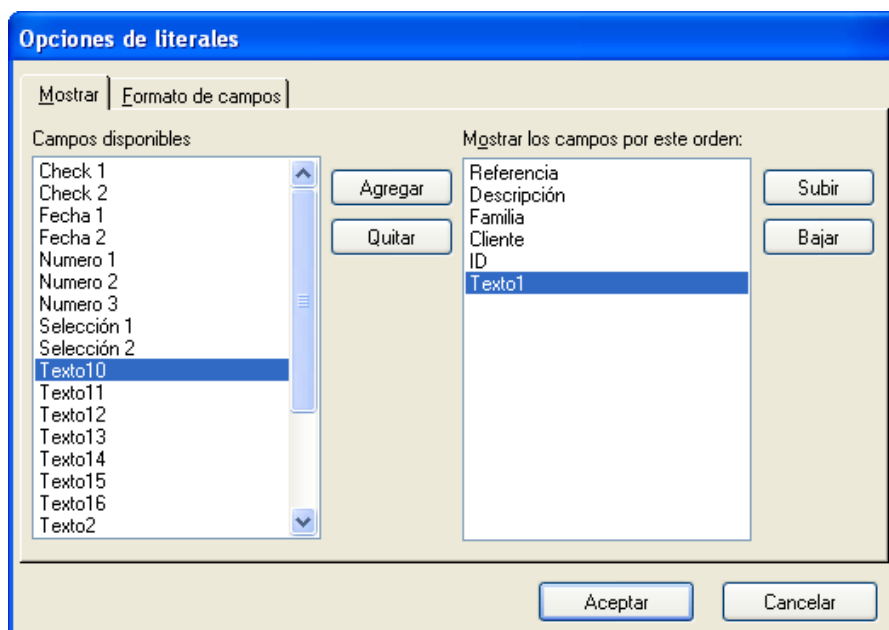 Opciones de literales
Mostrar
Formato de campos
Campos disponibles
Check 1
Check 2
Fecha 1
Fecha 2
Numero 1
Numero 2
Numero 3
Selección 1
Selección 2
Texto10
Texto11
Texto12
Texto13
Texto14
Texto15
Texto16
Texto2
Agregar
Quitar
Mostrar los campos por este orden:
Referencia
Descripción
Familia
Cliente
ID
Texto1
Subir
Bajar
Aceptar
Cancelar